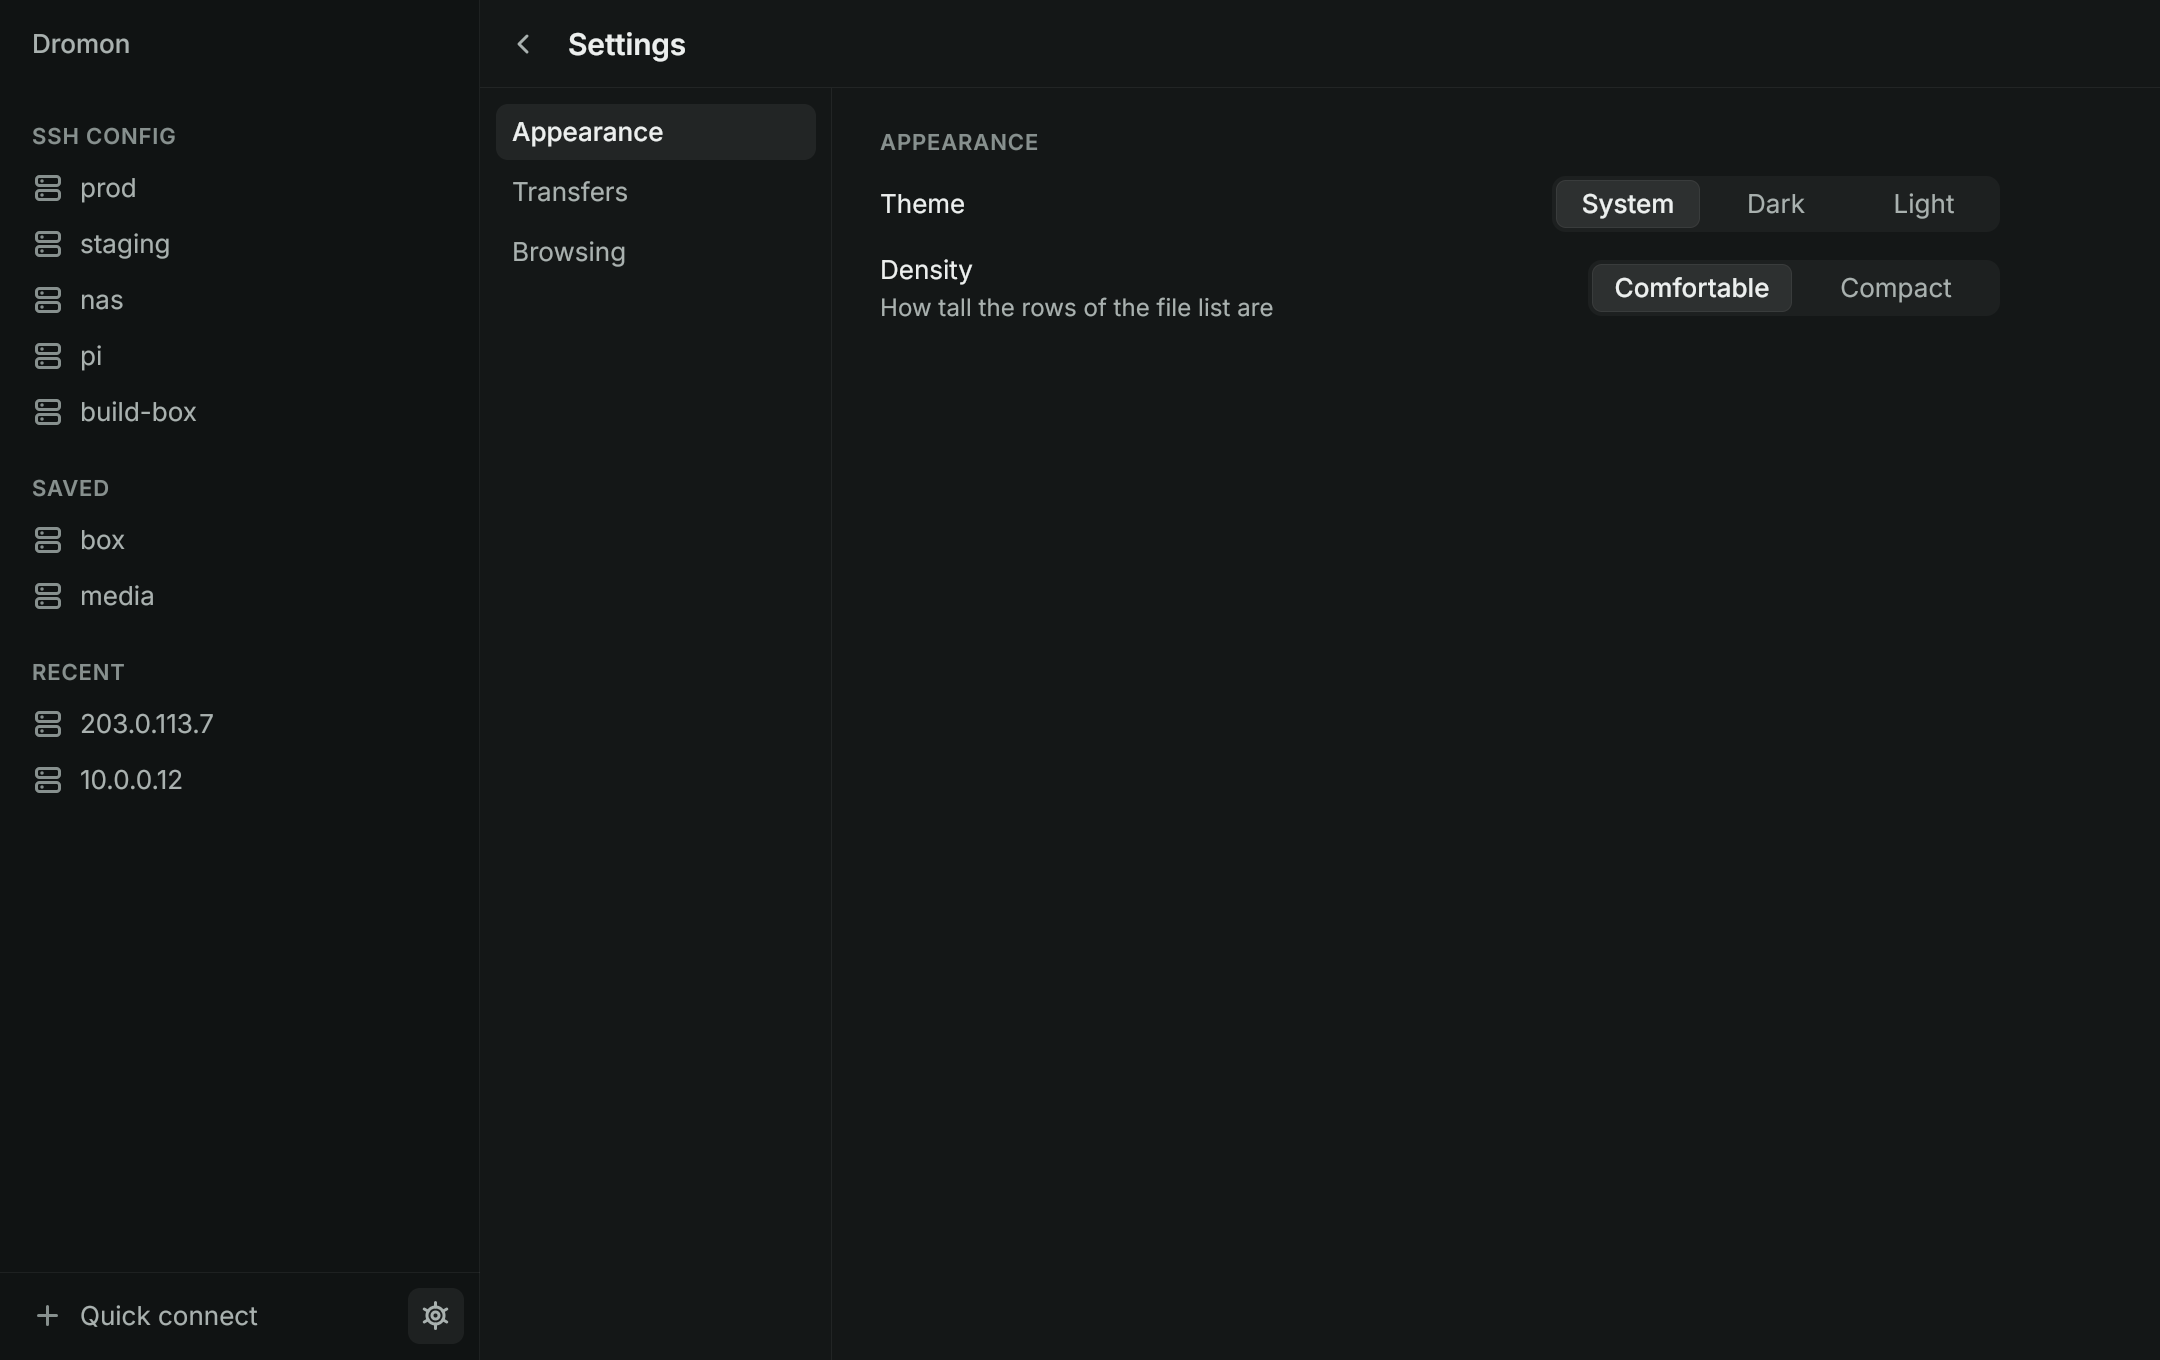 Dromon
SSH CONFIG
prod
staging
nas
pi
build-box
SAVED
box
media
RECENT
203.0.113.7
10.0.0.12
Quick connect
Settings
Appearance
Transfers
Browsing
APPEARANCE
Theme
System Dark Light
Density
How tall the rows of the file list are
Comfortable Compact